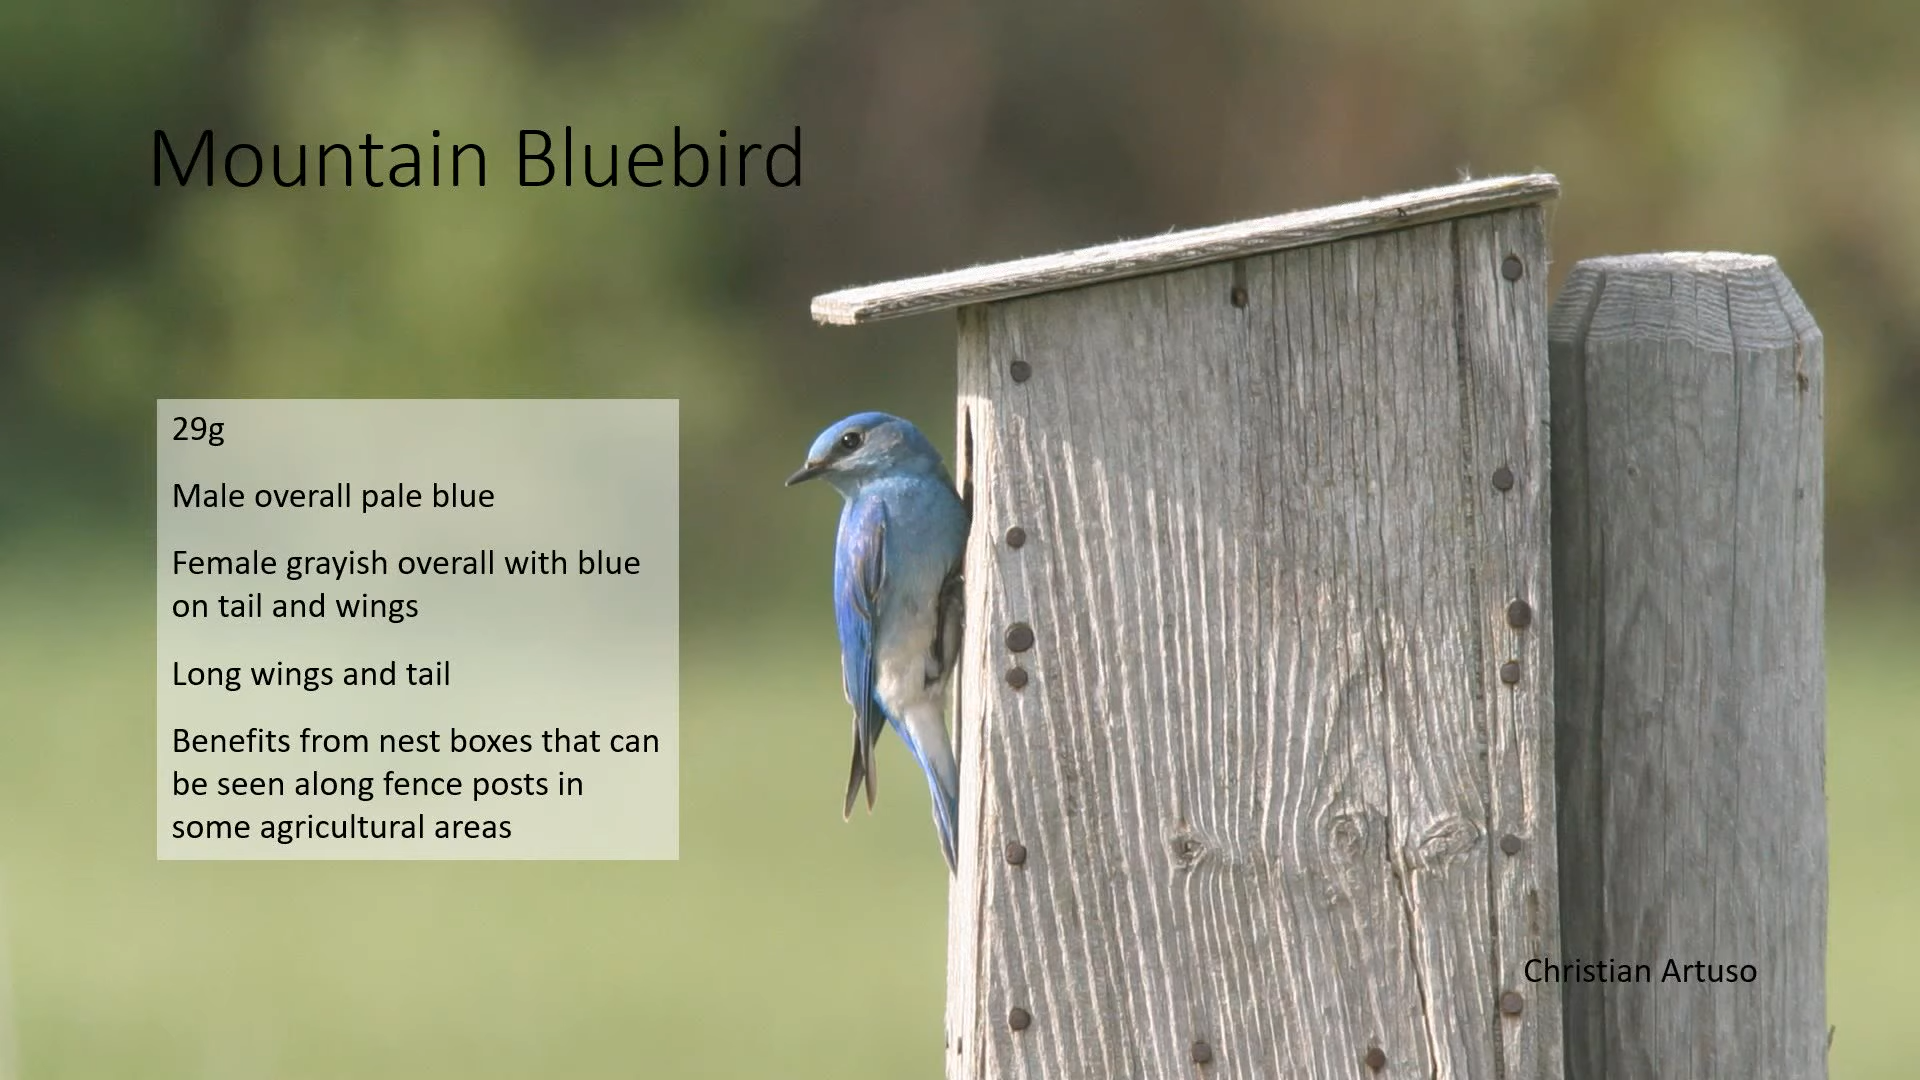 Mountain Bluebird
29g
Male overall pale blue
Female grayish overall with blue
on tail and wings
Long wings and tail
Benefits from nest boxes that can
be seen along fence posts in
some agricultural areas
Christian Artuso